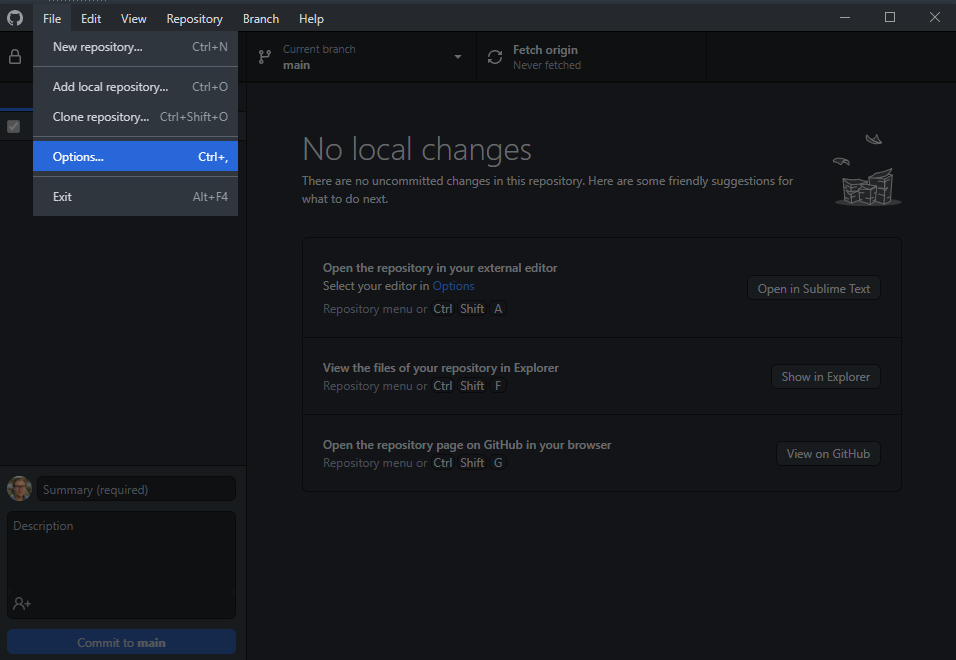 File Edit View Repository Branch Help
New repository... Ctrl+N
Add local repository... Ctrl+O
Clone repository... Ctrl+Shift+O
Options... Ctrl+,
Exit Alt+F4
Current branch
main
Fetch origin
Never fetched
No local changes
There are no uncommitted changes in this repository. Here are some friendly suggestions for
what to do next.
Open the repository in your external editor
Select your editor in Options
Repository menu or Ctrl Shift A
Open in Sublime Text
View the files of your repository in Explorer
Repository menu or Ctrl Shift F
Show in Explorer
Open the repository page on GitHub in your browser
Repository menu or Ctrl Shift G
View on GitHub
Summary (required)
Description
Commit to main